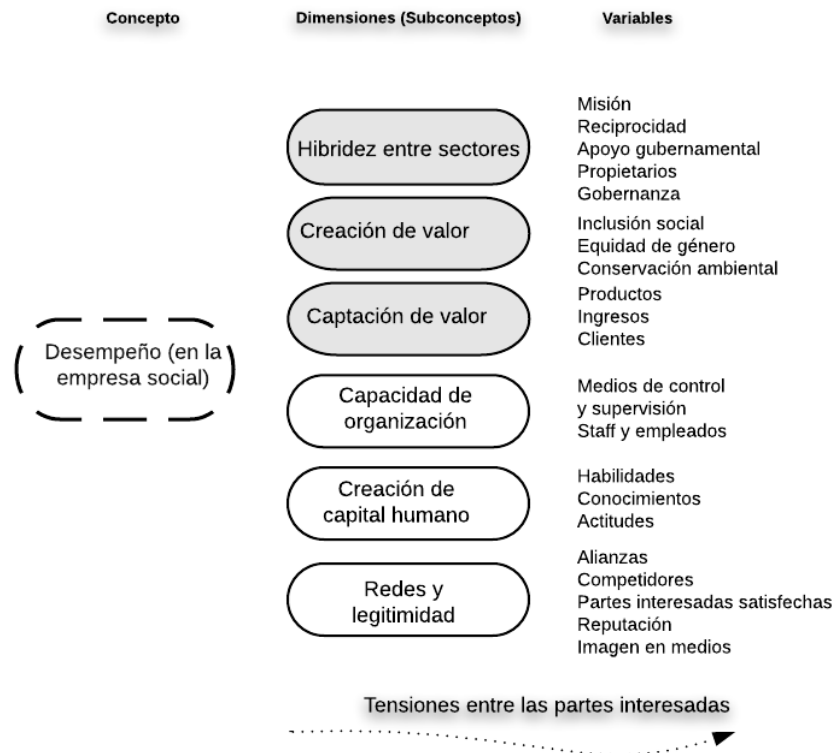 Concepto
Dimensiones (Subconceptos)
Variables
Desempeño (en la
empresa social)
Hibridez entre sectores
Misión
Reciprocidad
Apoyo gubernamental
Propietarios
Gobernanza
Creación de valor
Inclusión social
Equidad de género
Conservación ambiental
Captación de valor
Productos
Ingresos
Clientes
Capacidad de
organización
Medios de control
y supervisión
Staff y empleados
Creación de
capital humano
Habilidades
Conocimientos
Actitudes
Redes y
legitimidad
Alianzas
Competidores
Partes interesadas satisfechas
Reputación
Imagen en medios
Tensiones entre las partes interesadas